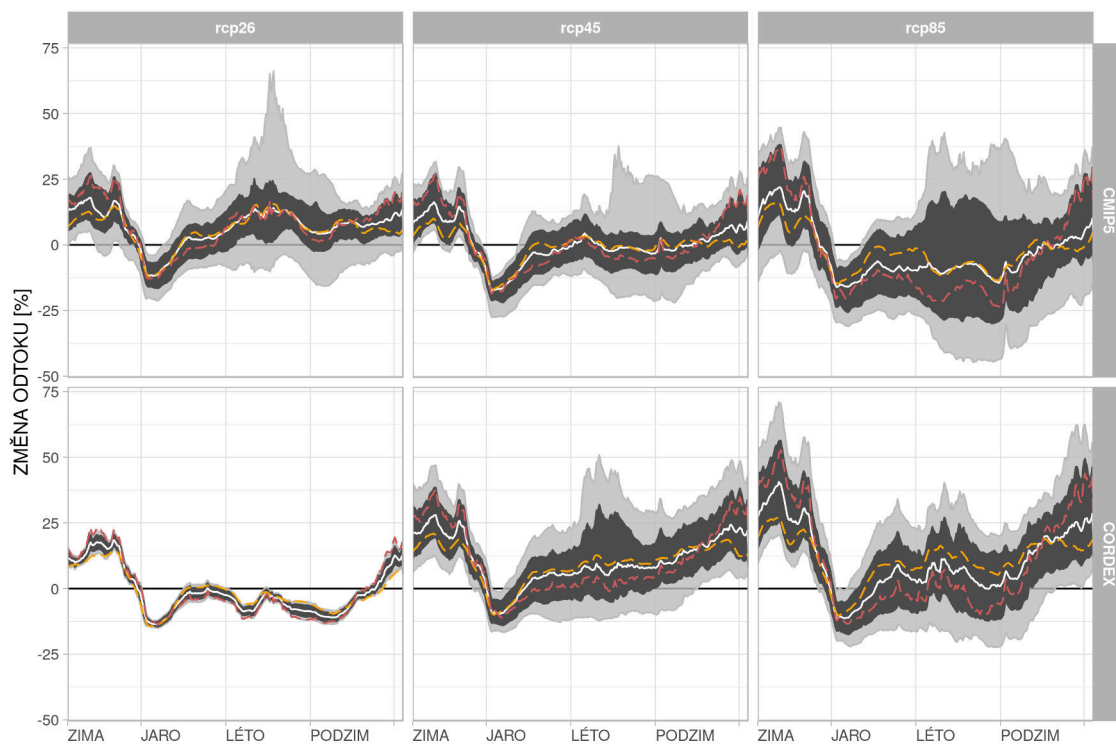 rcp26 rcp45 rcp85
ZMĚNA ODTOKU [%]
75
50
25
0
-25
-50
CMIP5
75
50
25
0
-25
-50
CORDEX
ZIMA JARO LÉTO PODZIM ZIMA JARO LÉTO PODZIM ZIMA JARO LÉTO PODZIM